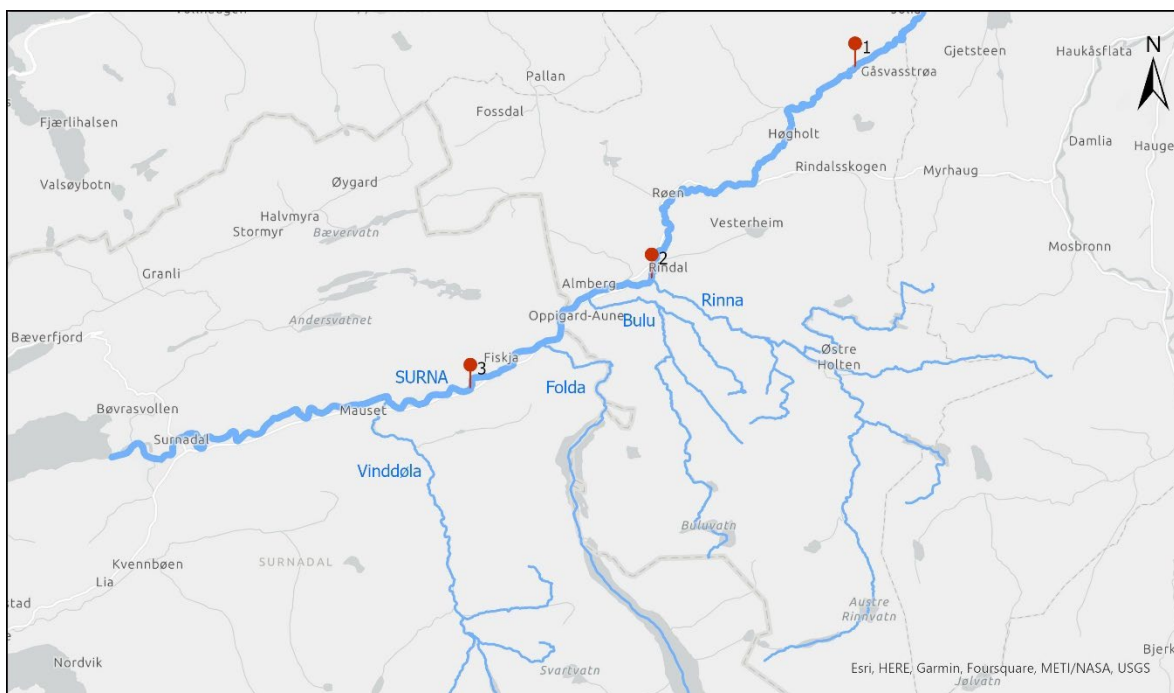 Gjetsteen
Haukåsflata
N
1
Gåsvasstrøa
Pallan
Fossdal
Fjærlihalsen
Høgholt
Damlia
Valsøybotn
Øygard
Rindalsskogen
Myrhaug
Røen
Halvmyra
Stormyr
Bævervatn
Vesterheim
Mosbronn
Granli
2
Rindal
Almberg
Rinna
Andersvatnet
Oppigard-Aune
Bulu
Bæverfjord
Østre
Holten
Fiskja
3
SURNA
Folda
Bøvrasvollen
Mauset
Surnadal
Vinddøla
Buluvatn
Kvennbøen
SURNADAL
Lia
Austre
Rinnvatn
Nordvik
Svartvatn
Esri, HERE, Garmin, Foursquare, METI/NASA, USGS
Jølvatn